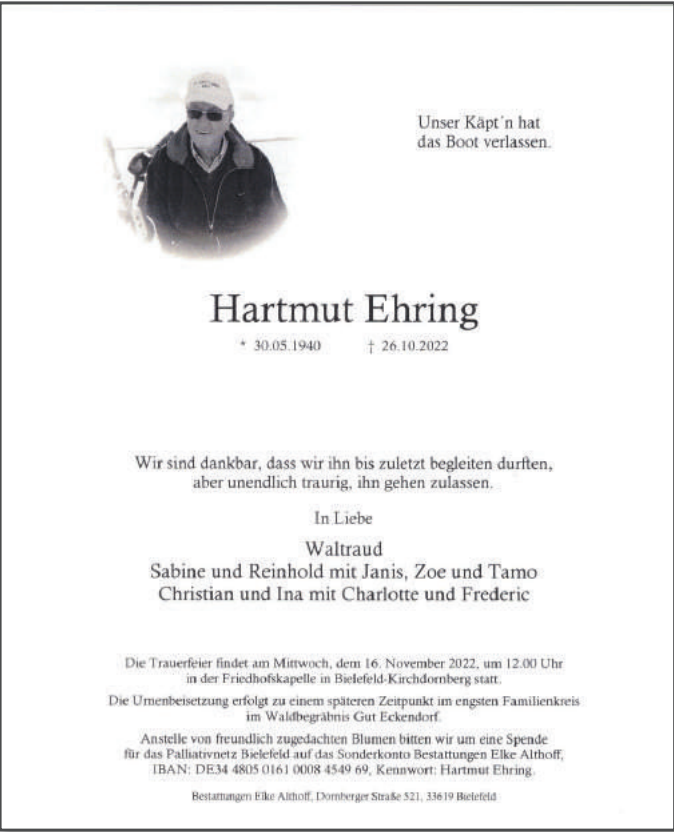 Unser Käpt´n hat
das Boot verlassen.
Hartmut Ehring
* 30.05.1940 † 26.10.2022
Wir sind dankbar, dass wir ihn bis zuletzt begleiten durften,
aber unendlich traurig, ihn gehen zulassen.
In Liebe
Waltraud
Sabine und Reinhold mit Janis, Zoe und Tamo
Christian und Ina mit Charlotte und Frederic
Die Trauerfeier findet am Mittwoch, dem 16. November 2022, um 12.00 Uhr
in der Friedhofskapelle in Bielefeld-Kirchdornberg statt.
Die Urnenbeisetzung erfolgt zu einem späteren Zeitpunkt im engsten Familienkreis
im Waldbegräbnis Gut Eckendorf.
Anstelle von freundlich zugedachten Blumen bitten wir um eine Spende
für das Palliativnetz Bielefeld auf das Sonderkonto Bestattungen Elke Althoff,
IBAN: DE34 4805 0161 0008 4549 69, Kennwort: Hartmut Ehring.
Bestattungen Elke Althoff, Dornberger Straße 521, 33619 Bielefeld